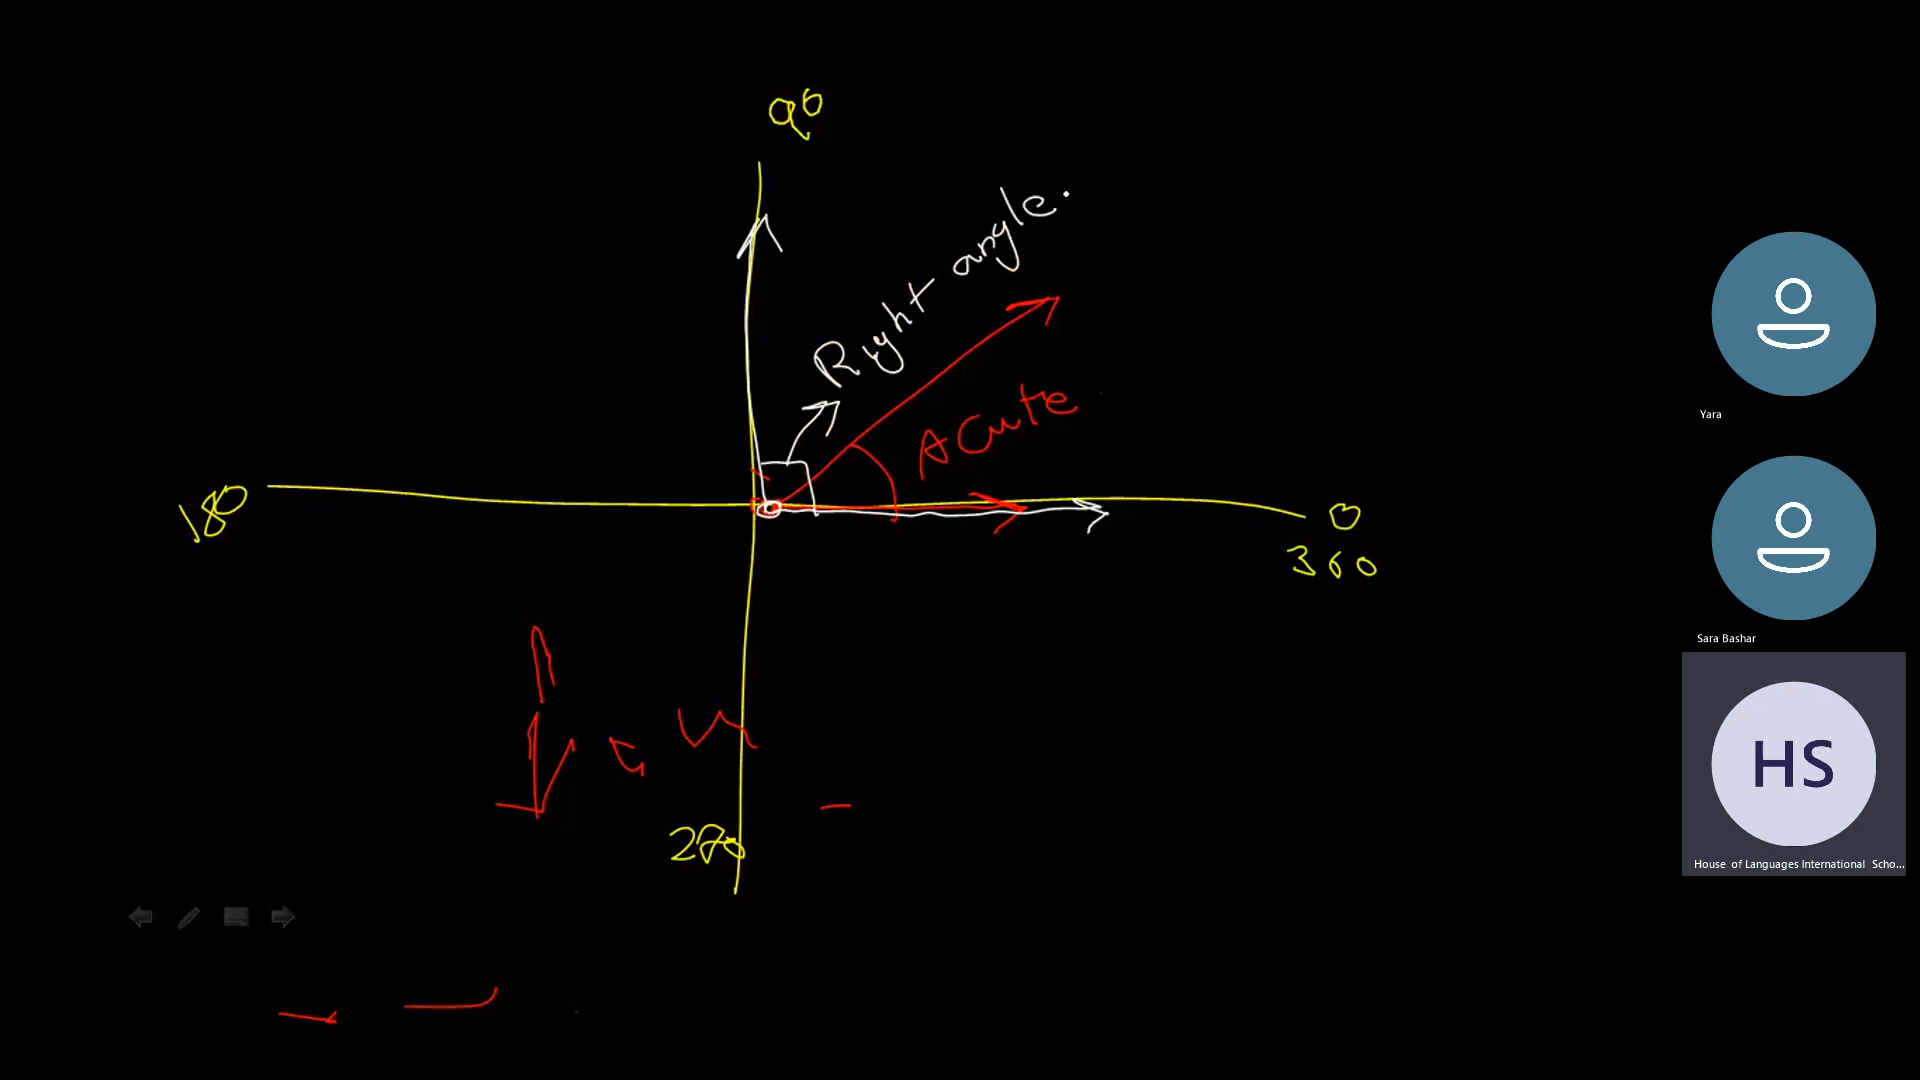 90
Right angle.
Acute
180
0
360
270
Yara
Sara Bashar
HS
House of Languages International Scho...